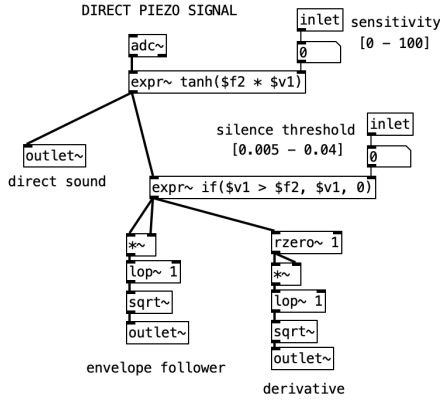 DIRECT PIEZO SIGNAL
inlet
sensitivity
[0 – 100]
adc~
0
expr~ tanh($f2 * $v1)
inlet
silence threshold
[0.005 – 0.04]
0
outlet~
direct sound
expr~ if($v1 > $f2, $v1, 0)
*~
rzero~ 1
lop~ 1
*~
sqrt~
lop~ 1
outlet~
sqrt~
envelope follower
outlet~
derivative